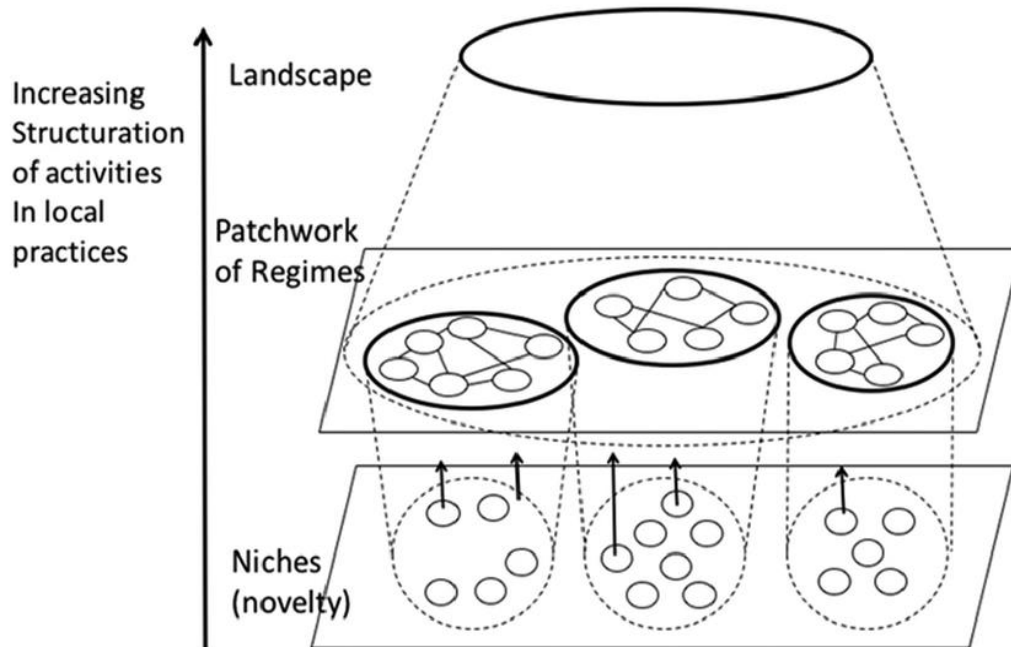 Increasing
Structuration
of activities
In local
practices
Landscape
Patchwork
of Regimes
Niches
(novelty)